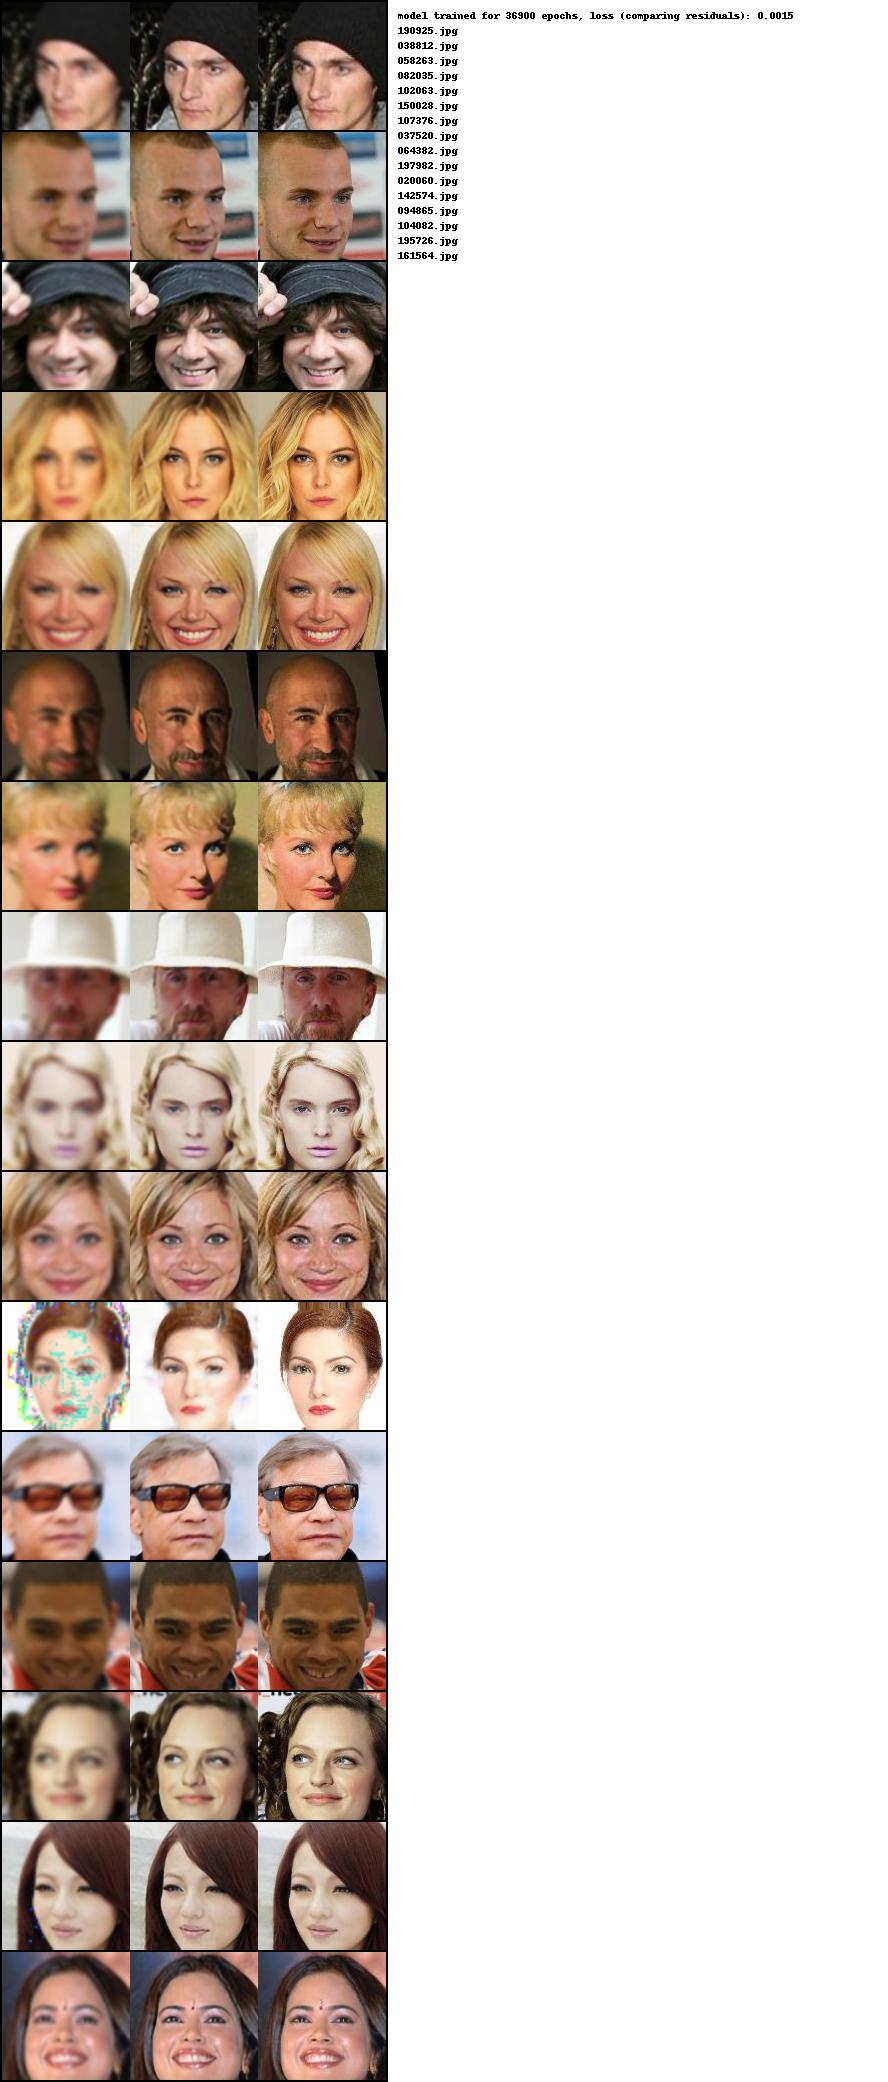 model trained for 36900 epochs, loss (comparing residuals): 0.0015
190925.jpg
038812.jpg
058263.jpg
082035.jpg
102063.jpg
150028.jpg
107376.jpg
037520.jpg
064382.jpg
197982.jpg
020060.jpg
142574.jpg
094865.jpg
104082.jpg
195726.jpg
161564.jpg